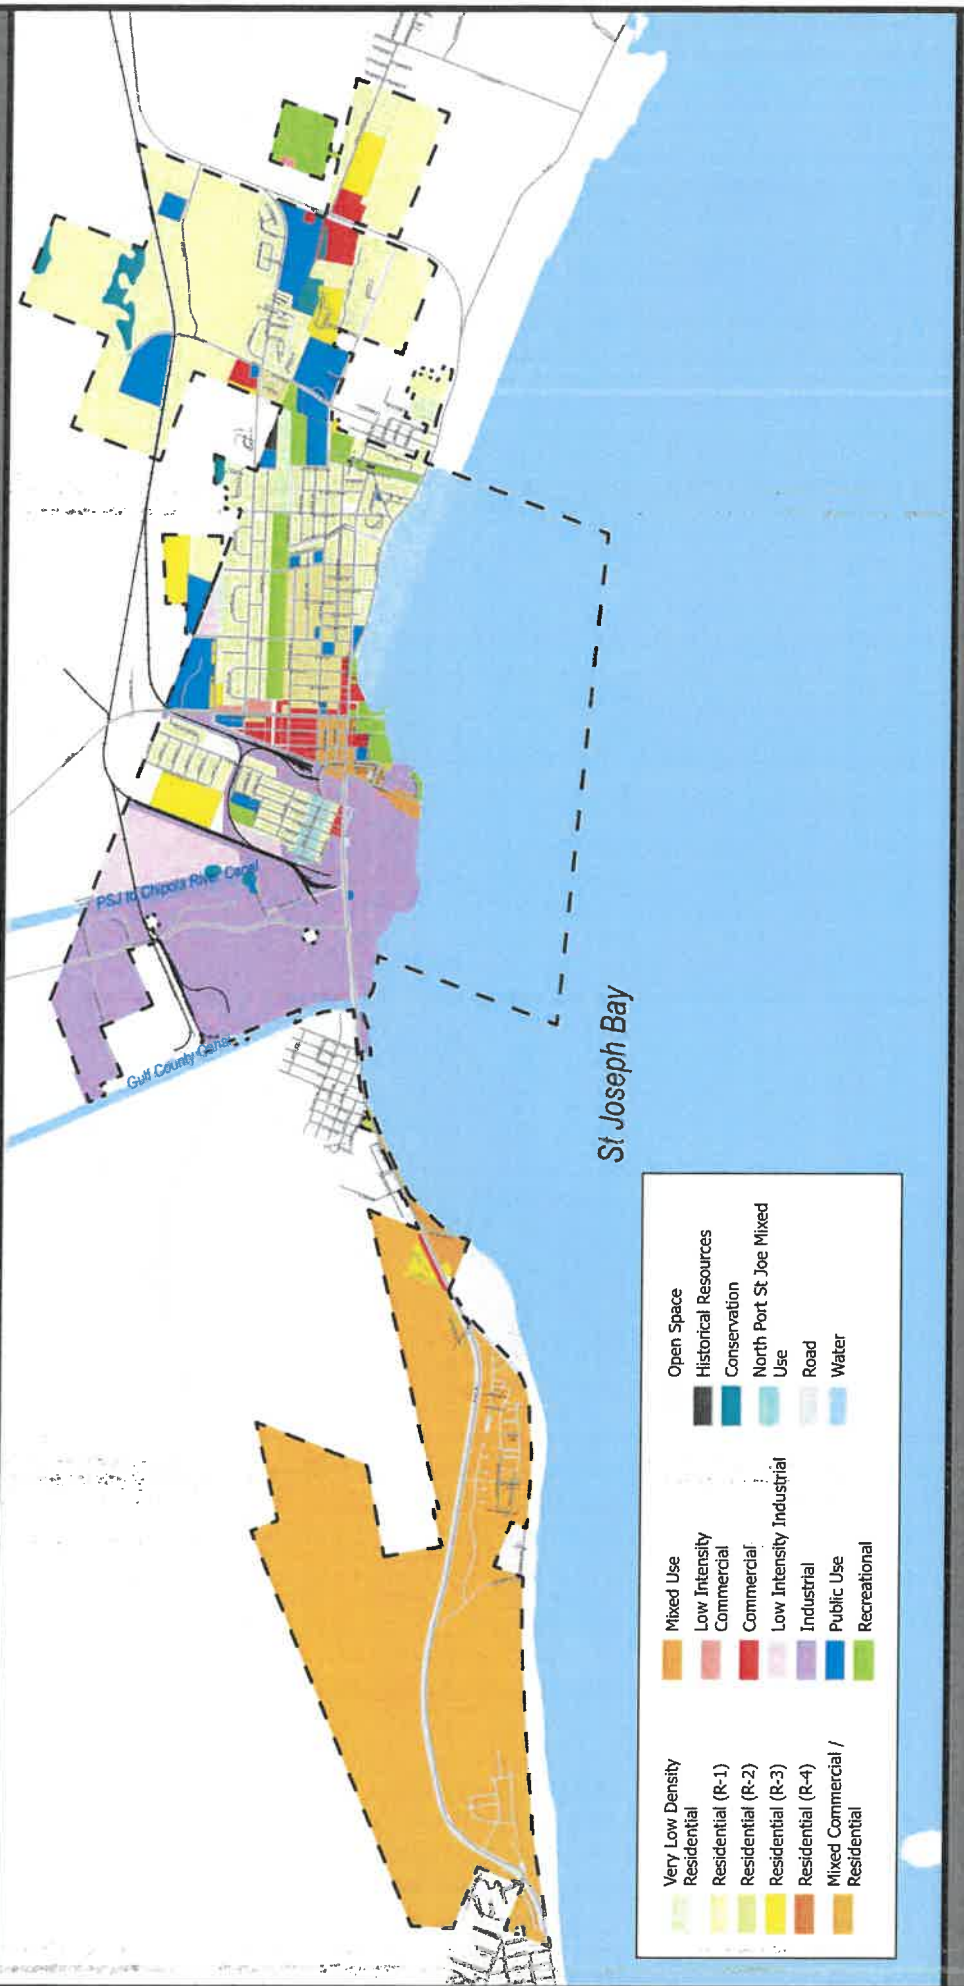 PSJ to Chipola River Canal
Gulf County Canal
St Joseph Bay
Very Low Density
Residential
Residential (R-1)
Residential (R-2)
Residential (R-3)
Residential (R-4)
Mixed Commercial /
Residential
Mixed Use
Low Intensity
Commercial
Commercial
Low Intensity Industrial
Industrial
Public Use
Recreational
Open Space
Historical Resources
Conservation
North Port St Joe Mixed
Use
Road
Water